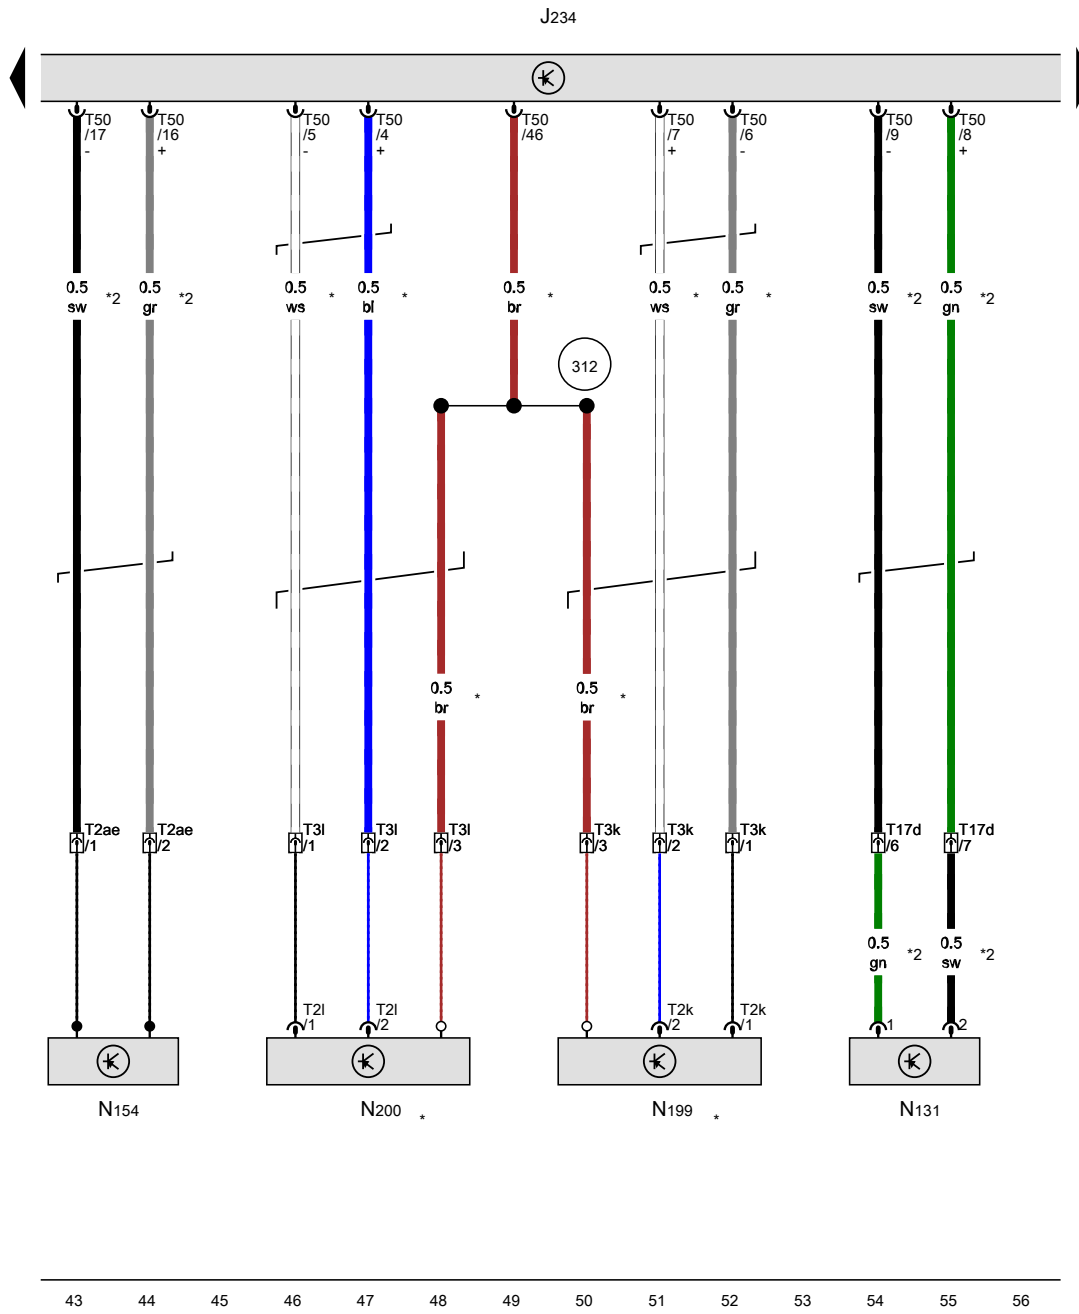 J234
T50 T50 T50 T50 T50 T50 T50 T50 T50
/17 /16 /5 /4 /46 /7 /6 /9 /8
- + - + + - - +
0.5 0.5 0.5 0.5 0.5 0.5 0.5 0.5 0.5
sw *2 gr *2 ws * bl * br * ws * gr * sw *2 gn *2
312
0.5 0.5
br * br *
T2ae T2ae T3l T3l T3l T3k T3k T3k T17d T17d
/1 /2 /1 /2 /3 /3 /2 /1 /6 /7
0.5 0.5
gn *2 sw *2
T2l T2l T2k T2k
/1 /2 /2 /1 1 2
N154 N200 * N199 * N131
43 44 45 46 47 48 49 50 51 52 53 54 55 56